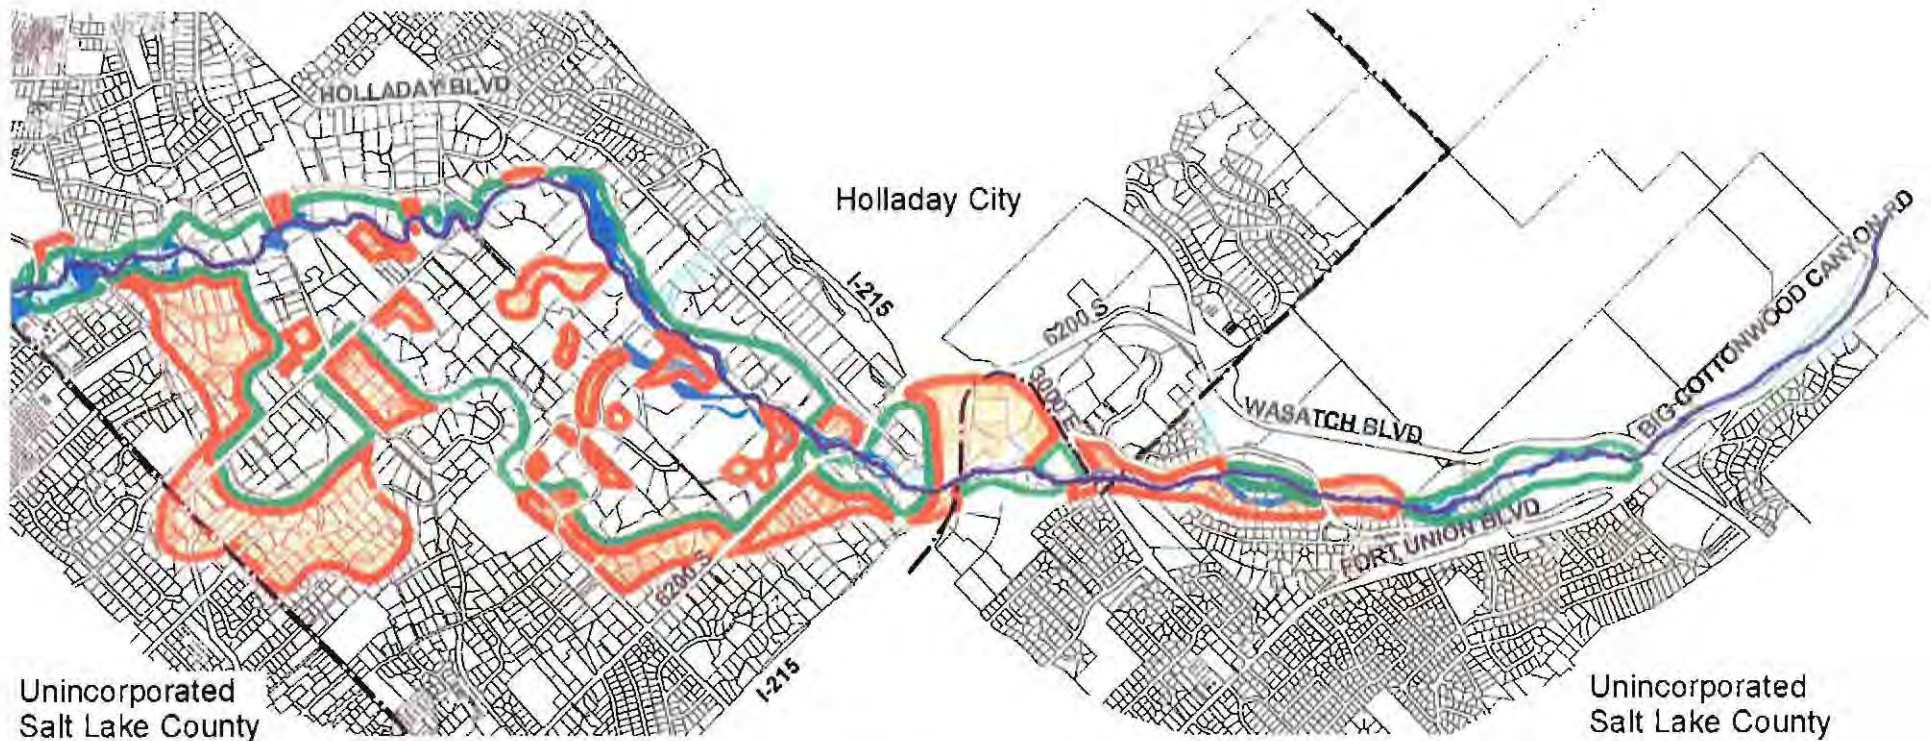 HOLLADAY BLVD
Holladay City
I-215
6200 S
3000 E
WASATCH BLVD
BIG COTTONWOOD CANYON RD
FORT UNION BLVD
6200 S
I-215
Unincorporated
Salt Lake County
Unincorporated
Salt Lake County